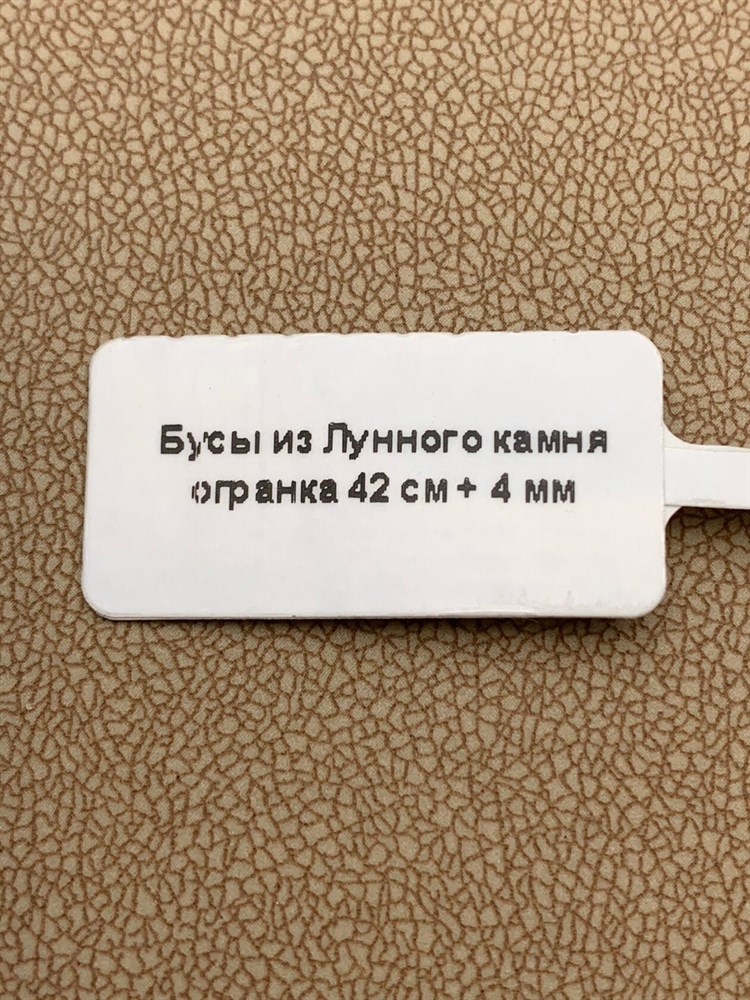 Бусы из Лунного камня
огранка 42 см + 4 мм